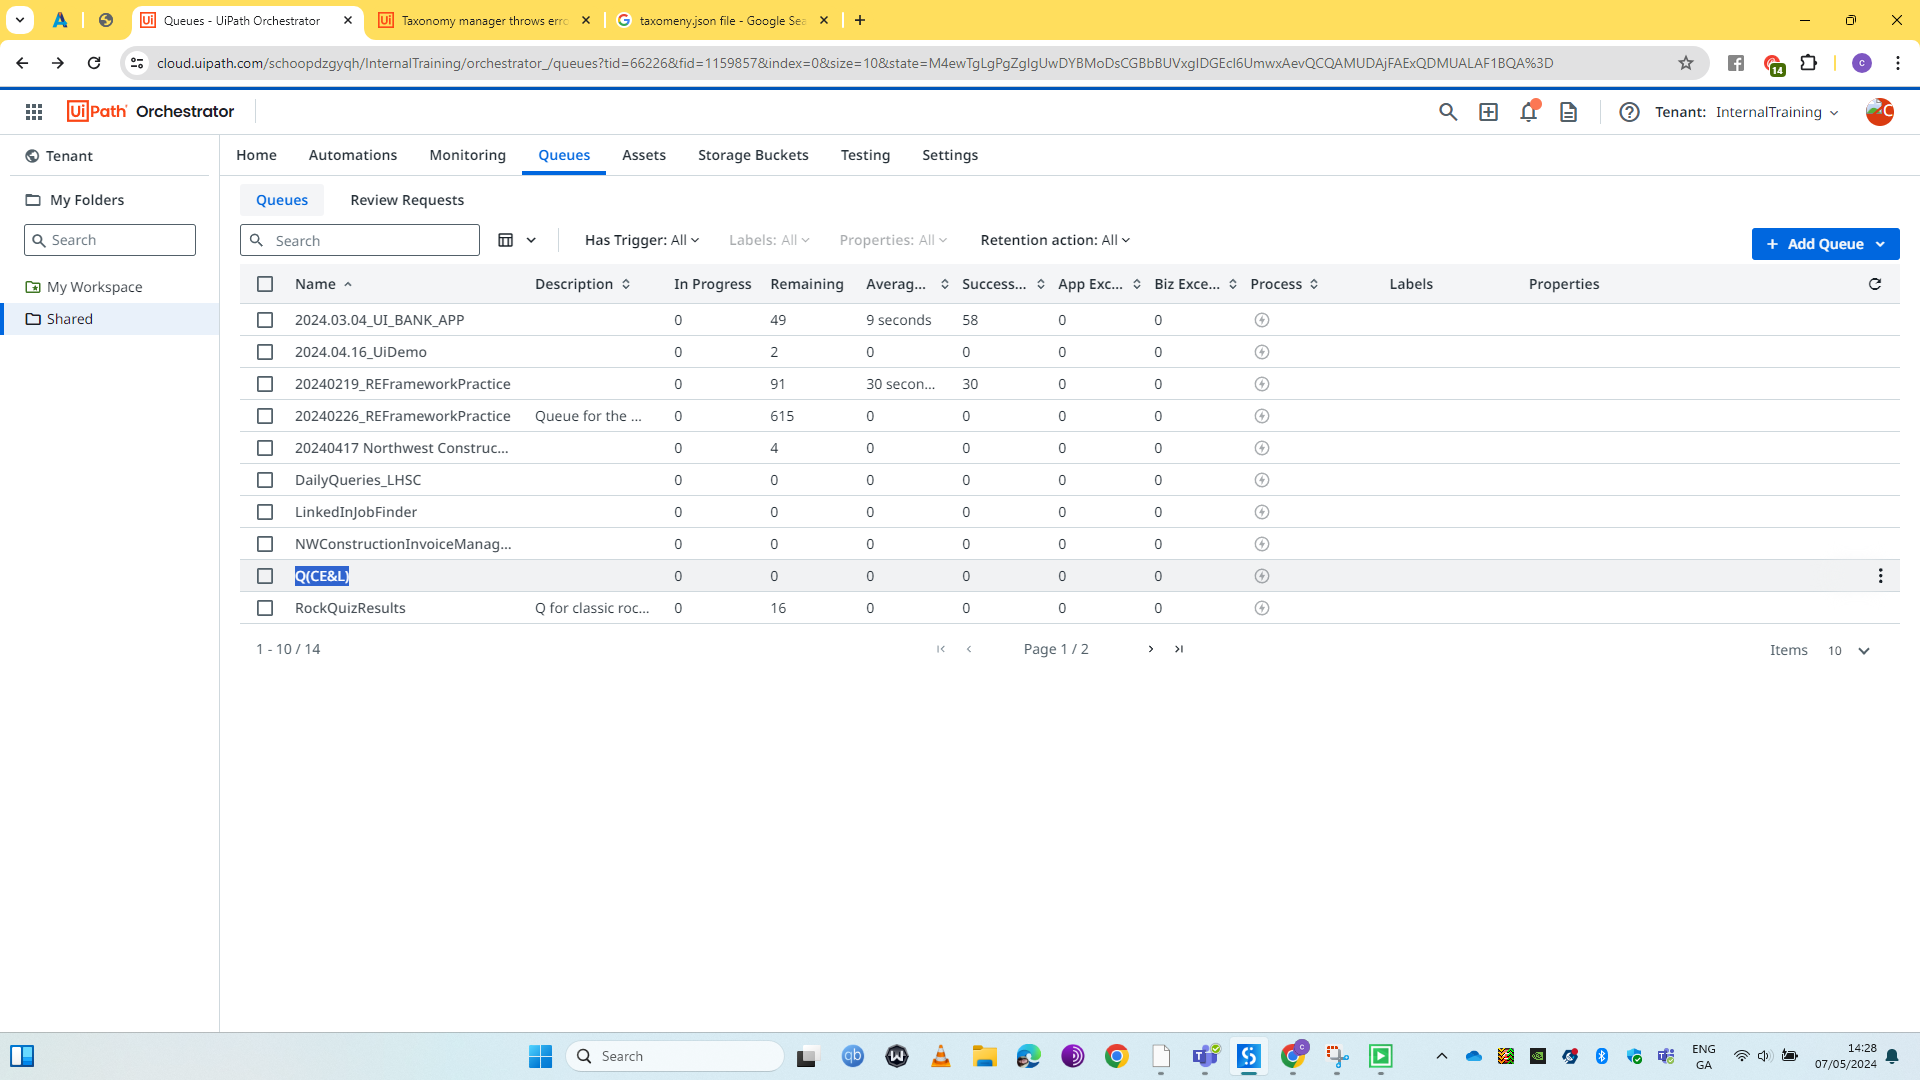 Queues - UiPath Orchestrator
Taxonomy manager throws erro
taxomeny.json file - Google Sea
cloud.uipath.com/schoopdzgyqh/InternalTraining/orchestrator_/queues?tid=66226&fid=1159857&index=0&size=10&state=M4ewTgLgPgZglgUwDYBMoDsCGBbBUVxgIDGEcI6UmwxAevQCQAMUDAjFAExQDMUALAF1BQA%3D
14
c
UiPath Orchestrator
Tenant: InternalTraining
Tenant
Home Automations Monitoring Queues Assets Storage Buckets Testing Settings
My Folders
Queues Review Requests
Search
Search
Has Trigger: All Labels: All Properties: All Retention action: All
+ Add Queue
My Workspace
Shared
Name Description In Progress Remaining Averag... Success... App Exc... Biz Exce... Process Labels Properties
2024.03.04_UI_BANK_APP 0 49 9 seconds 58 0 0
2024.04.16_UiDemo 0 2 0 0 0 0
20240219_REFrameworkPractice 0 91 30 secon... 30 0 0
20240226_REFrameworkPractice Queue for the ... 0 615 0 0 0 0
20240417 Northwest Construc... 0 4 0 0 0 0
DailyQueries_LHSC 0 0 0 0 0 0
LinkedInJobFinder 0 0 0 0 0 0
NWConstructionInvoiceManag... 0 0 0 0 0 0
Q(CE&L) 0 0 0 0 0 0
RockQuizResults Q for classic roc... 0 16 0 0 0 0
1 - 10 / 14
Page 1 / 2
Items 10
Search
qb
ENG
GA
14:28
07/05/2024